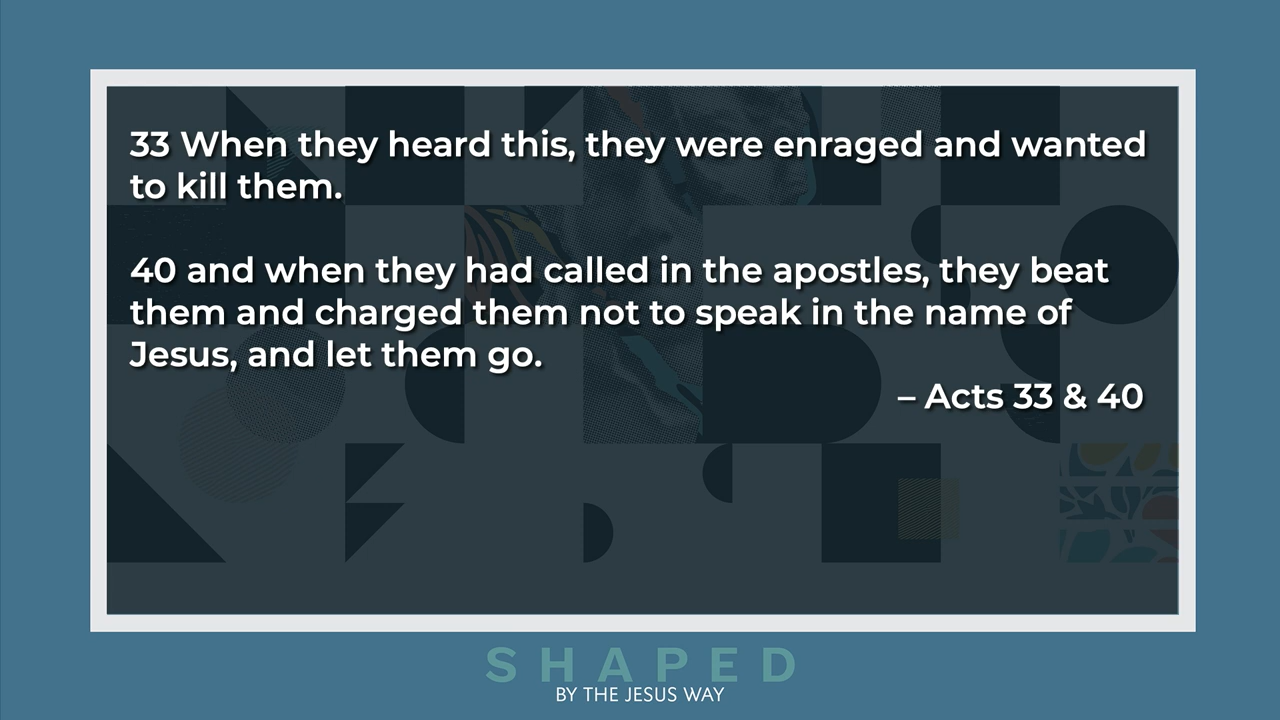 33 When they heard this, they were enraged and wanted
to kill them.
40 and when they had called in the apostles, they beat
them and charged them not to speak in the name of
Jesus, and let them go.
– Acts 33 & 40
SHAPED
BY THE JESUS WAY